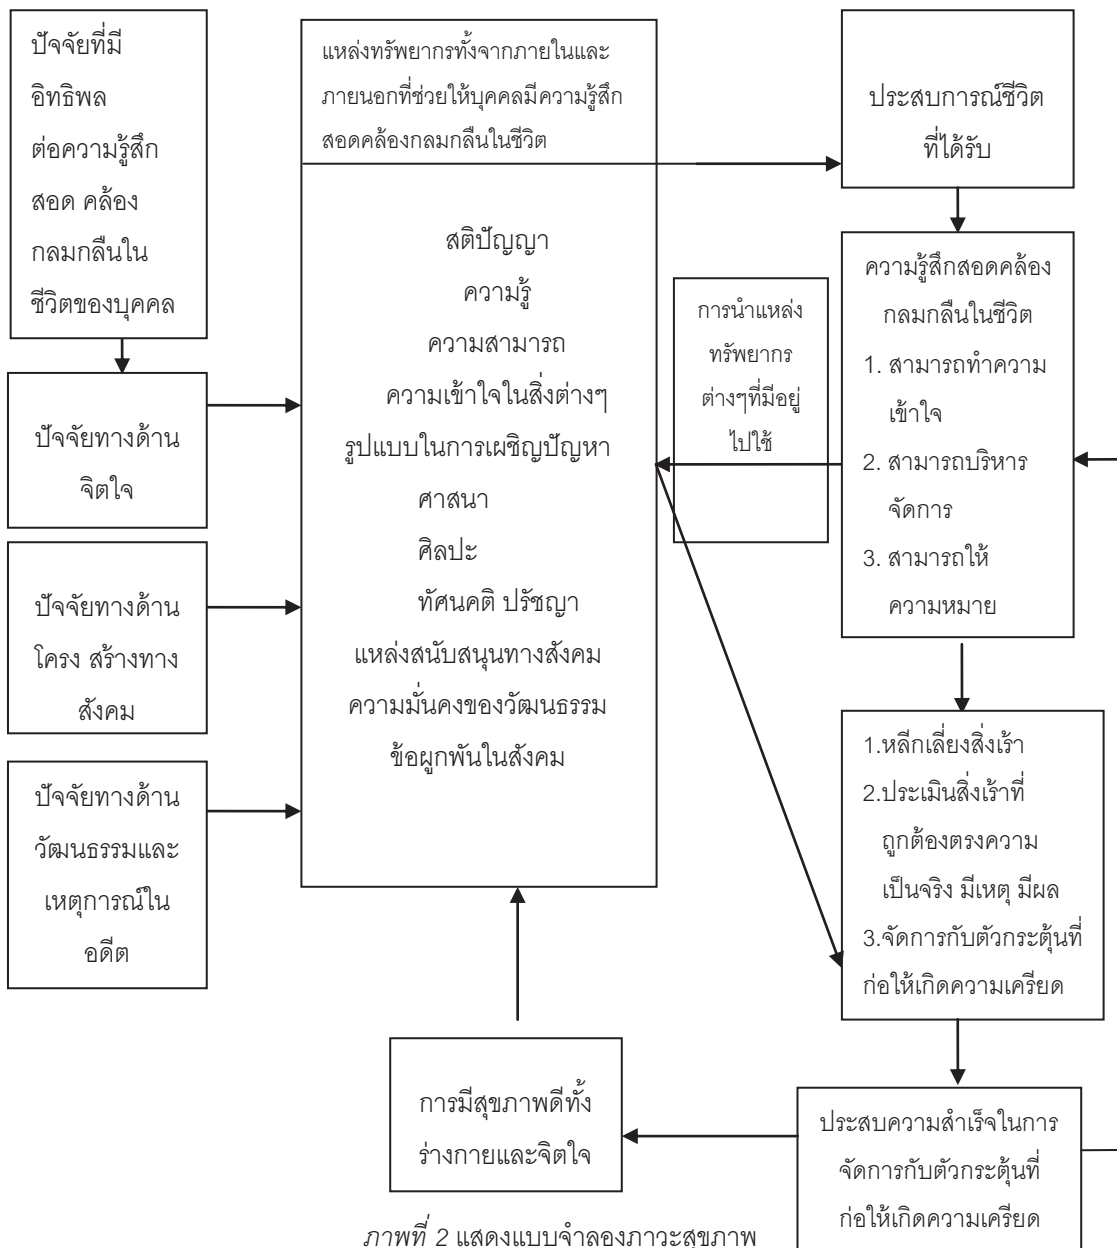 ปัจจัยที่มี
อิทธิพล
ต่อความรู้สึก
สอด คล้อง
กลมกลืนใน
ชีวิตของบุคคล
ปัจจัยทางด้าน
จิตใจ
ปัจจัยทางด้าน
โครง สร้างทาง
สังคม
ปัจจัยทางด้าน
วัฒนธรรมและ
เหตุการณ์ใน
อดีต
แหล่งทรัพยากรทั้งจากภายในและ
ภายนอกที่ช่วยให้บุคคลมีความรู้สึก
สอดคล้องกลมกลืนในชีวิต
สติปัญญา
ความรู้
ความสามารถ
ความเข้าใจในสิ่งต่างๆ
รูปแบบในการเผชิญปัญหา
ศาสนา
ศิลปะ
ทัศนคติ ปรัชญา
แหล่งสนับสนุนทางสังคม
ความมั่นคงของวัฒนธรรม
ข้อผูกพันในสังคม
การนำแหล่ง
ทรัพยากร
ต่างๆที่มีอยู่
ไปใช้
ประสบการณ์ชีวิต
ที่ได้รับ
ความรู้สึกสอดคล้อง
กลมกลืนในชีวิต
1. สามารถทำความ
เข้าใจ
2. สามารถบริหาร
จัดการ
3. สามารถให้
ความหมาย
1.หลีกเลี่ยงสิ่งเร้า
2.ประเมินสิ่งเร้าที่
ถูกต้องตรงความ
เป็นจริง มีเหตุ มีผล
3.จัดการกับตัวกระตุ้นที่
ก่อให้เกิดความเครียด
ประสบความสำเร็จในการ
จัดการกับตัวกระตุ้นที่
ก่อให้เกิดความเครียด
การมีสุขภาพดีทั้ง
ร่างกายและจิตใจ
ภาพที่ 2 แสดงแบบจำลองภาวะสุขภาพ